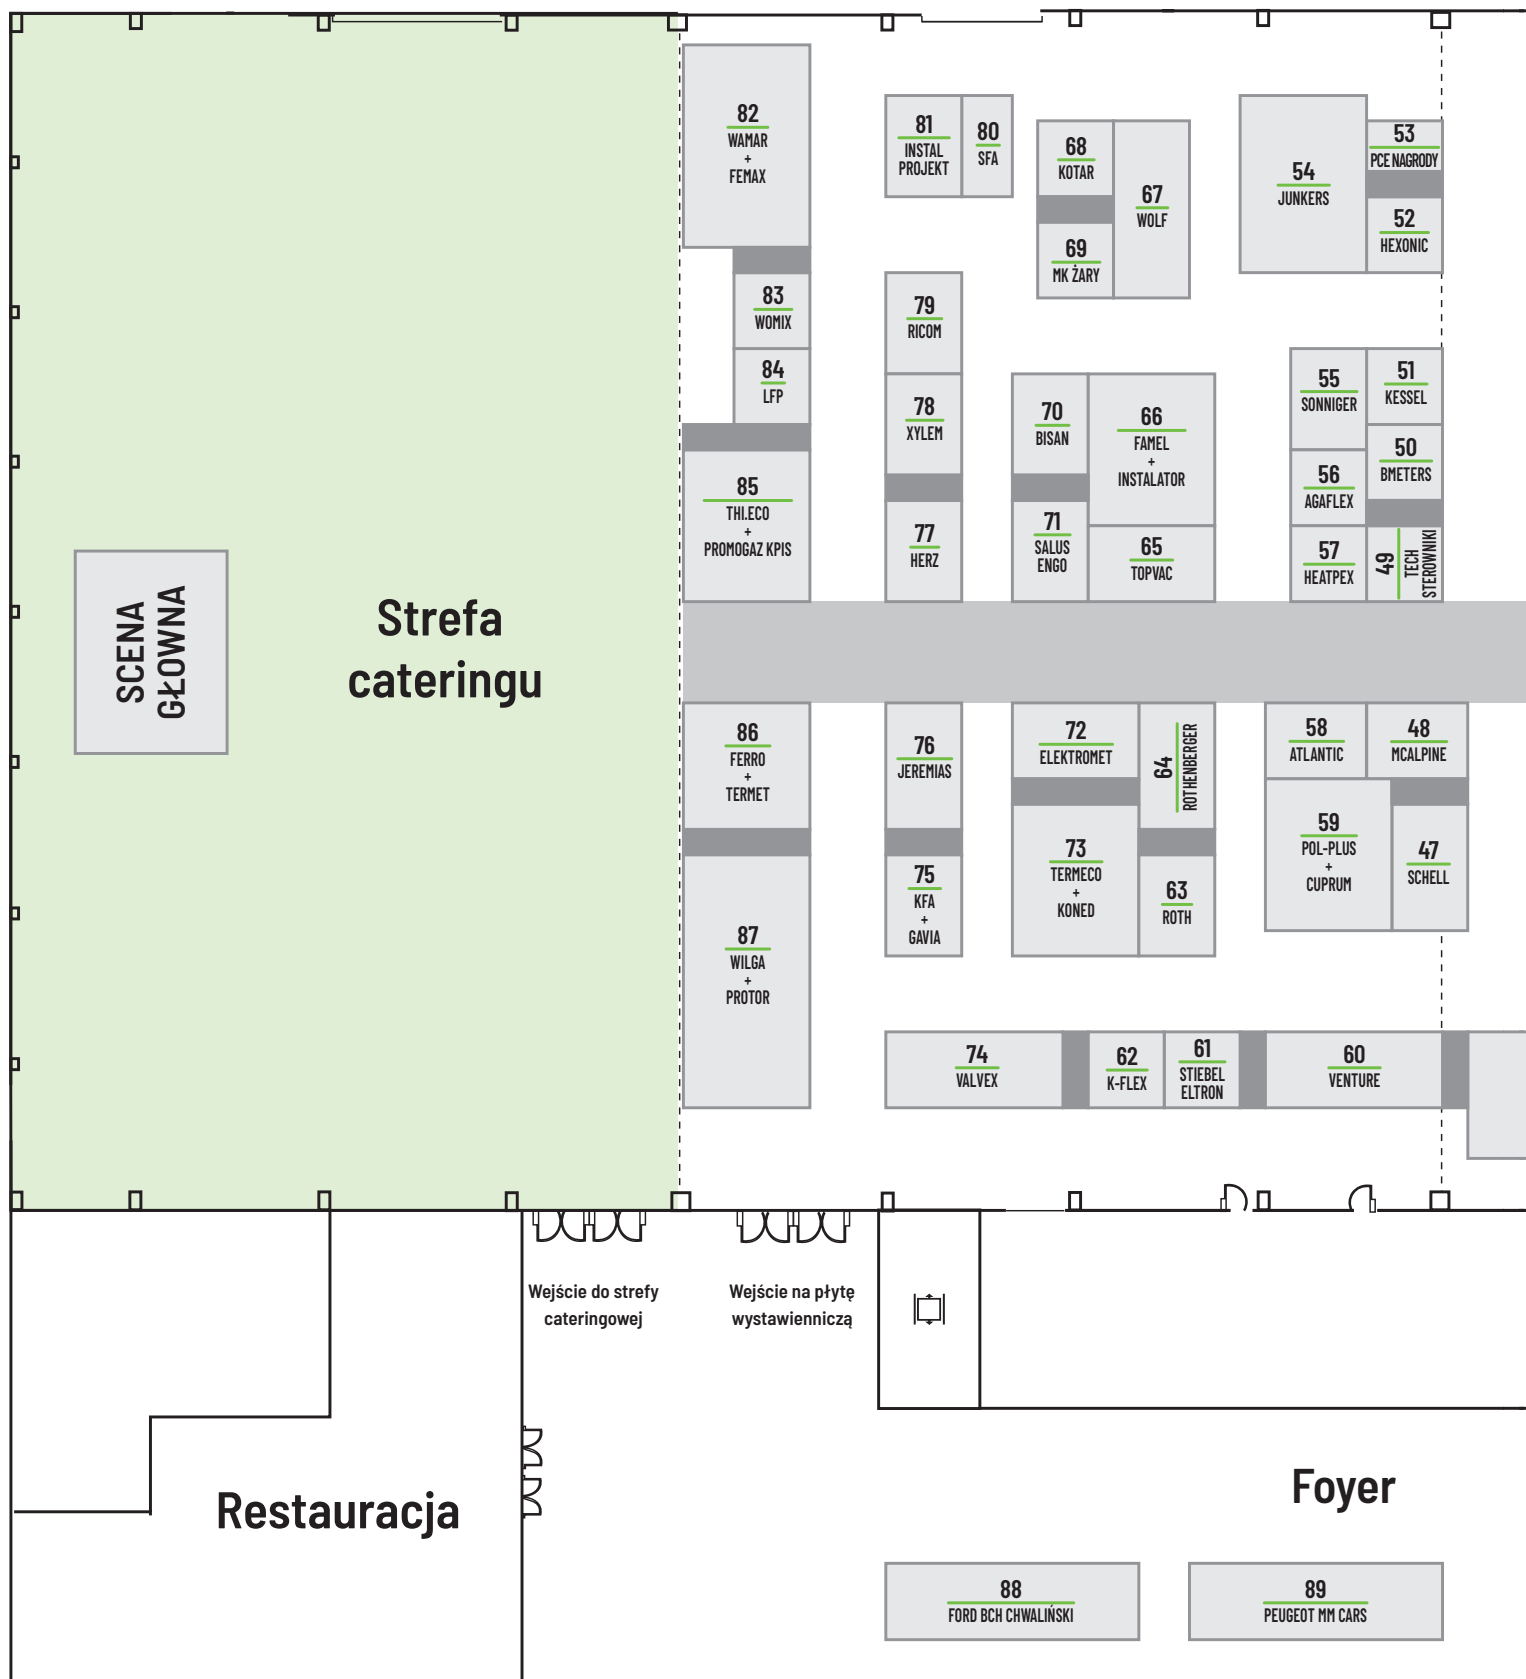 82
WAMAR
+
FEMAX
81
INSTAL
PROJEKT
80
SFA
68
KOTAR
67
WOLF
69
MK ŻARY
54
JUNKERS
53
PCE NAGRODY
52
HEXONIC
83
WOMIX
84
LFP
79
RICOM
78
XYLEM
70
BISAN
66
FAMEL
+
INSTALATOR
55
SONNIGER
51
KESSEL
50
BMETERS
56
AGAFLEX
85
THI.ECO
+
PROMOGAZ KPIS
77
HERZ
71
SALUS
ENGO
65
TOPVAC
57
HEATPEX
49
TECH
STEROWNIKI
SCENA
GŁOWNA
Strefa
cateringu
86
FERRO
+
TERMET
76
JEREMIAS
72
ELEKTROMET
64
ROTHENBERGER
58
ATLANTIC
48
MCALPINE
87
WILGA
+
PROTOR
75
KFA
+
GAVIA
73
TERMECO
+
KONED
63
ROTH
59
POL-PLUS
+
CUPRUM
47
SCHELL
74
VALVEX
62
K-FLEX
61
STIEBEL
ELTRON
60
VENTURE
Wejście do strefy
cateringowej
Wejście na płytę
wystawienniczą
Restauracja
Foyer
88
FORD BCH CHWALIŃSKI
89
PEUGEOT MM CARS